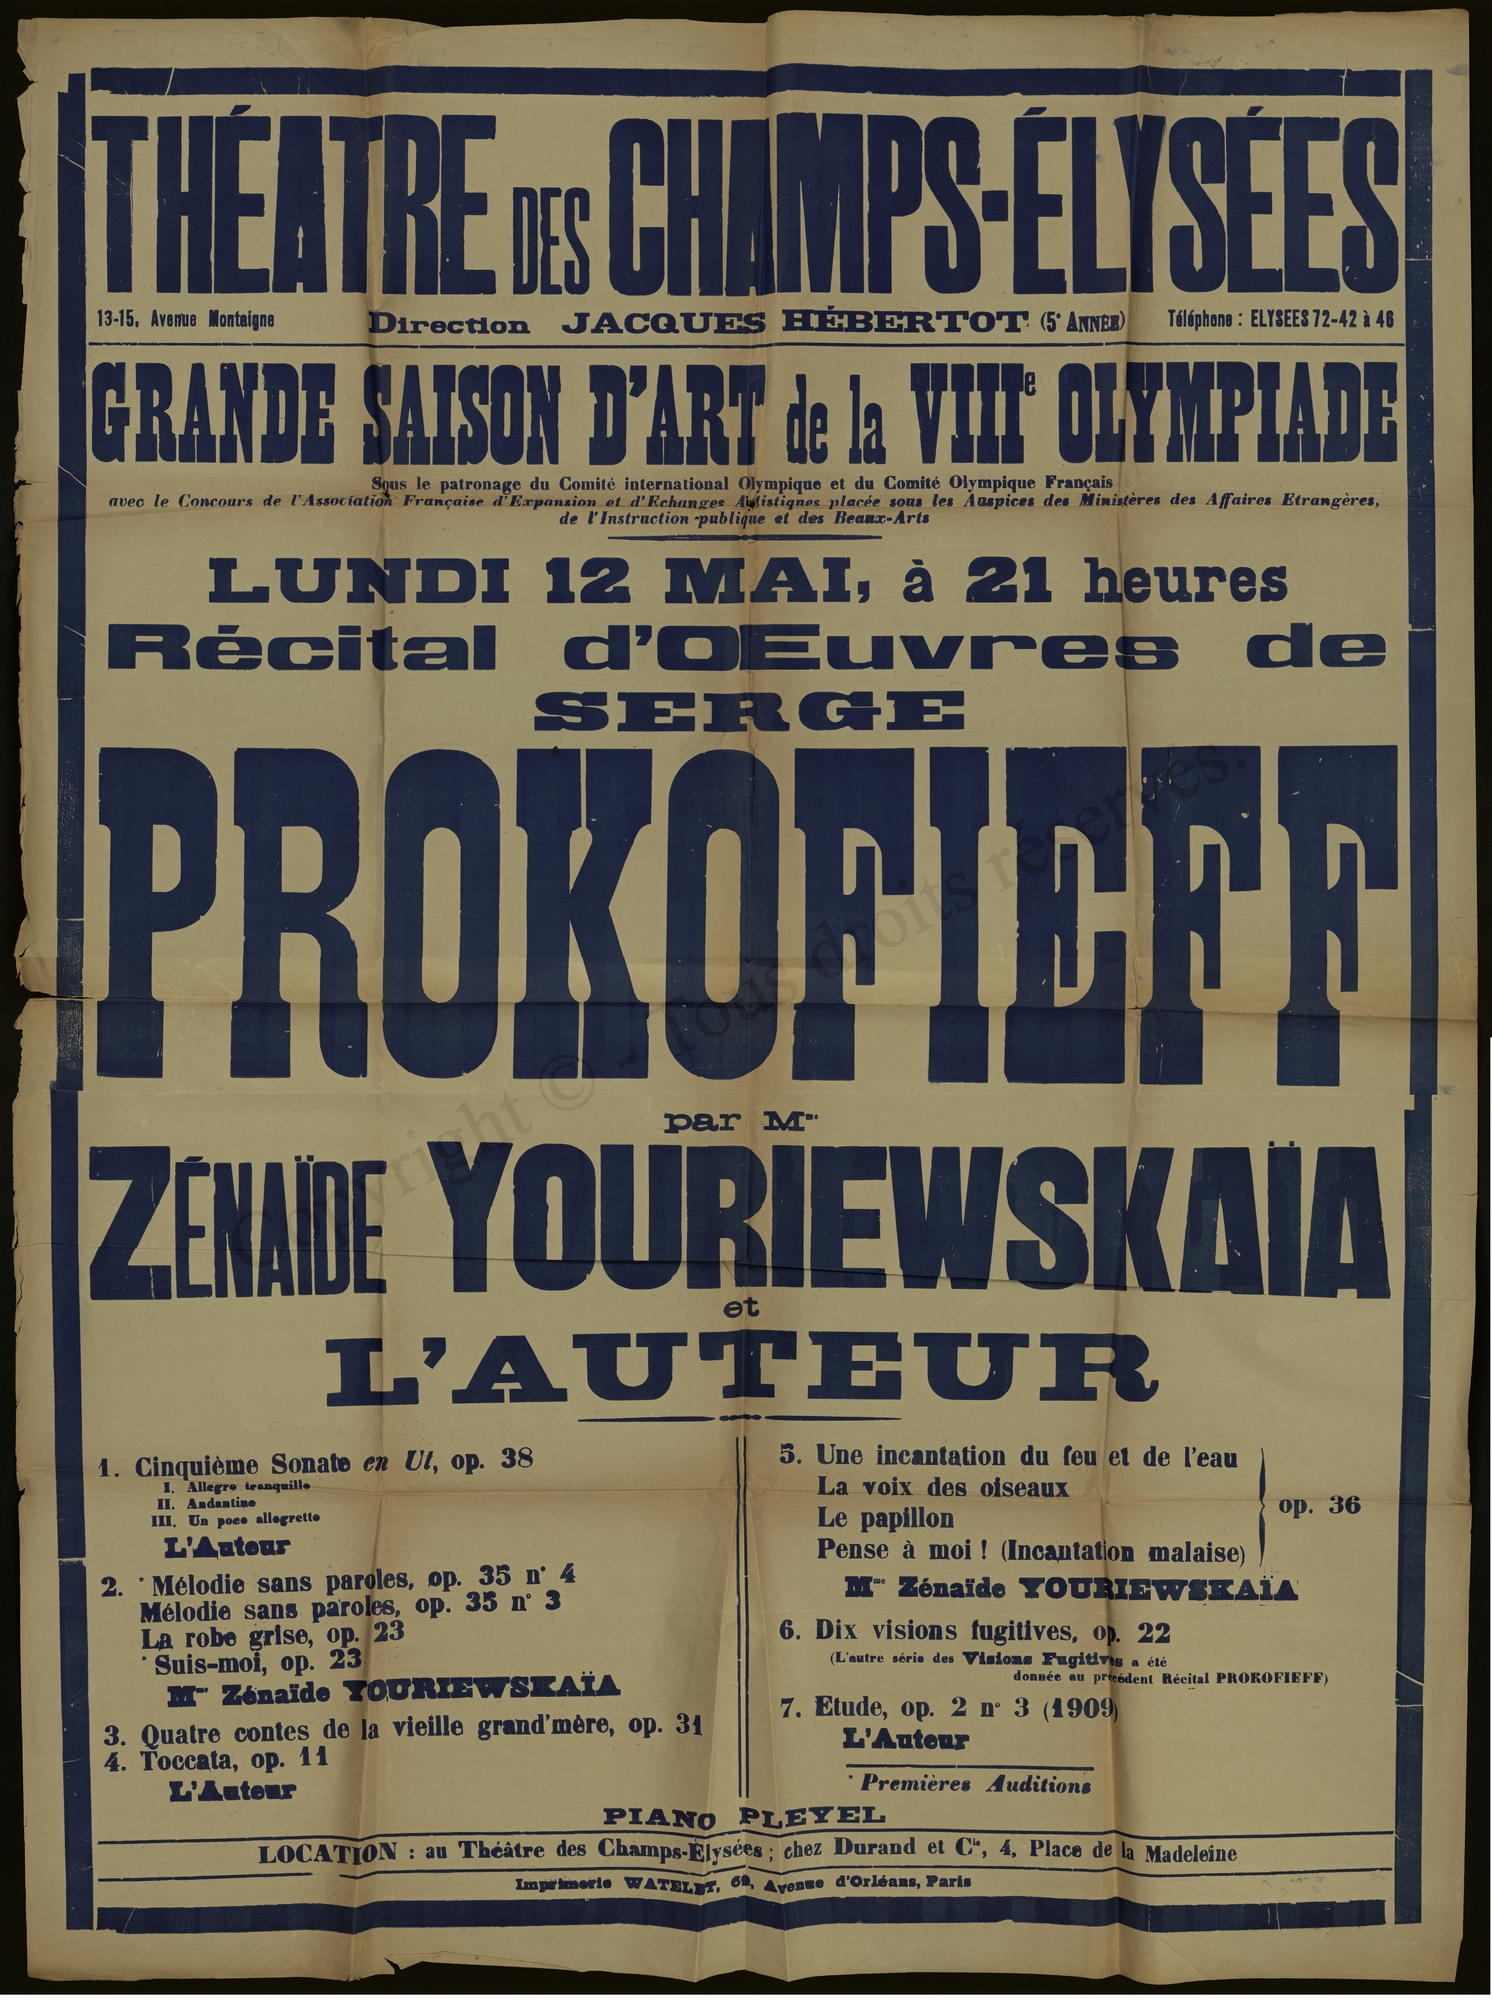 THÉATRE DES CHAMPS-ÉLYSÉES
13-15, Avenue Montaigne Direction JACQUES HÉBERTOT (5e ANNÉE) Téléphone : ELYSEES 72-42 à 46
GRANDE SAISON D'ART de la VIIIe OLYMPIADE
Sous le patronage du Comité international Olympique et du Comité Olympique Français
avec le Concours de l'Association Française d'Expansion et d'Echanges Artistiques placée sous les Auspices des Ministères des Affaires Etrangères,
de l'Instruction publique et des Beaux-Arts
LUNDI 12 MAI, à 21 heures
Récital d'OEuvres de
SERGE
PROKOFIEFF
par Mme
ZÉNAÏDE YOURIEWSKAÏA
et
L'AUTEUR
1. Cinquième Sonate en Ut, op. 38
I. Allegro tranquillo
II. Andantino
III. Un poco allegretto
L'Auteur
2. * Mélodie sans paroles, op. 35 n° 4
Mélodie sans paroles, op. 35 n° 3
La robe grise, op. 23
* Suis-moi, op. 23
Mme Zénaïde YOURIEWSKAÏA
3. Quatre contes de la vieille grand'mère, op. 31
4. Toccata, op. 11
L'Auteur
5. Une incantation du feu et de l'eau
La voix des oiseaux
Le papillon
Pense à moi ! (Incantation malaise)
op. 36
Mme Zénaïde YOURIEWSKAÏA
6. Dix visions fugitives, op. 22
(L'autre série des Visions Fugitives a été
donnée au précédent Récital PROKOFIEFF)
7. Etude, op. 2 n° 3 (1909)
L'Auteur
* Premières Auditions
PIANO PLEYEL
LOCATION : au Théâtre des Champs-Élysées ; chez Durand et Cie, 4, Place de la Madeleine
Imprimerie WATELET, 62, Avenue d'Orléans, Paris
Copyright © - Tous droits réservés.